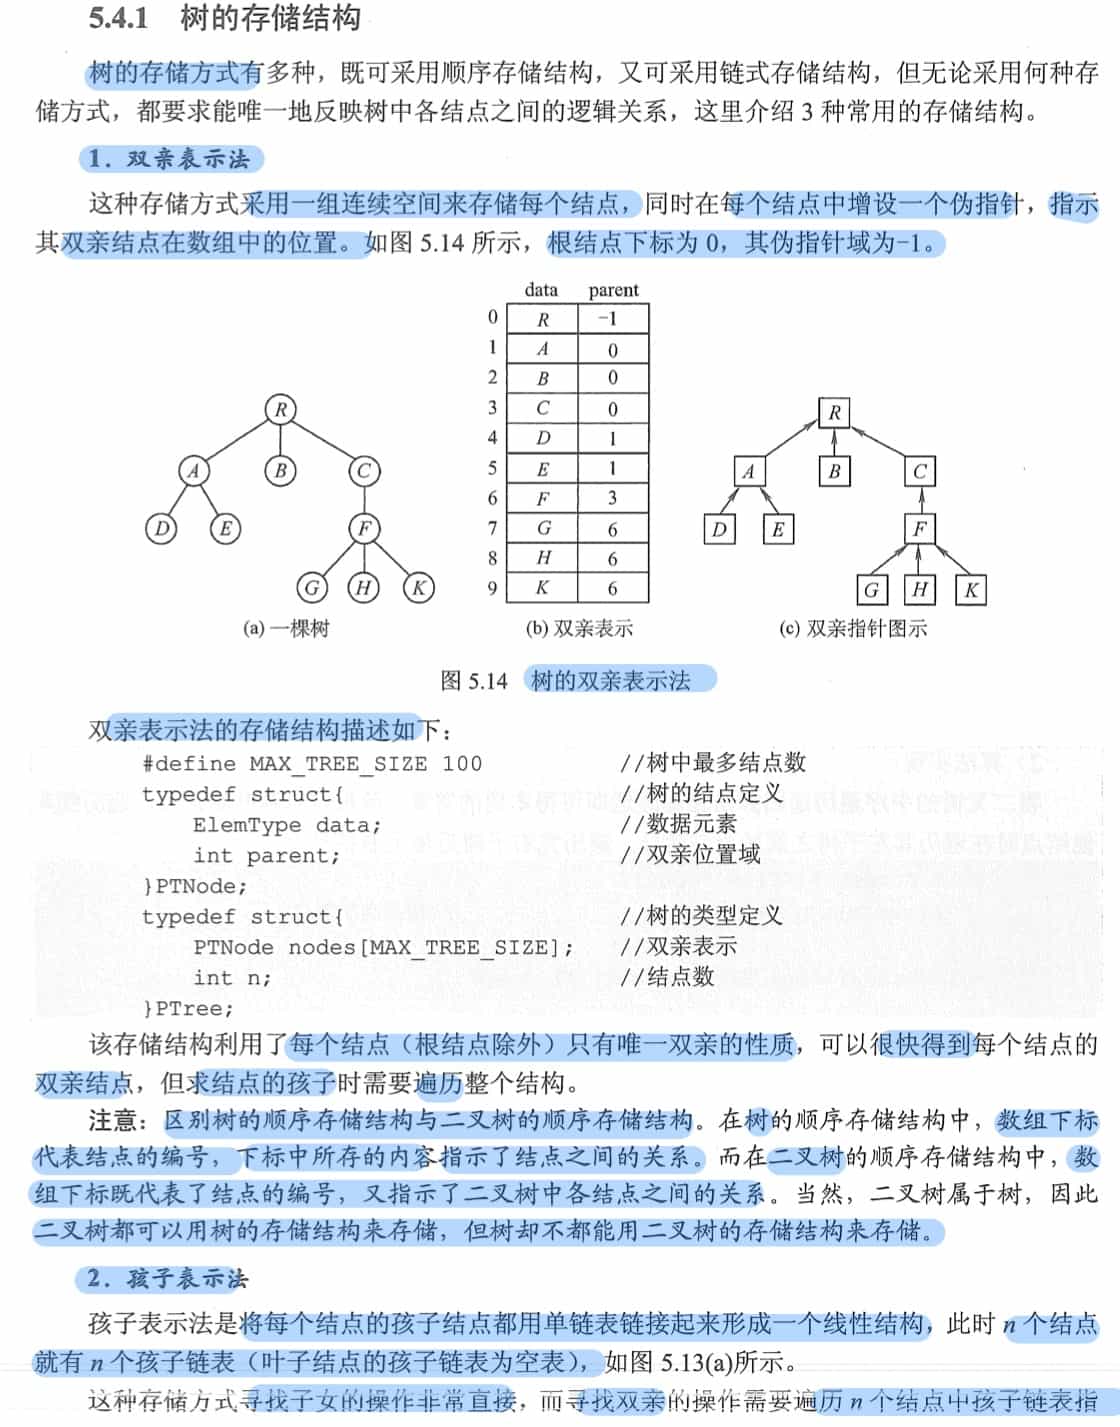 5.4.1 树的存储结构
树的存储方式有多种，既可采用顺序存储结构，又可采用链式存储结构，但无论采用何种存
储方式，都要求能唯一地反映树中各结点之间的逻辑关系，这里介绍 3 种常用的存储结构。
1．双亲表示法
这种存储方式采用一组连续空间来存储每个结点，同时在每个结点中增设一个伪指针，指示
其双亲结点在数组中的位置。如图 5.14 所示，根结点下标为 0，其伪指针域为−1。
data parent
0 R −1
1 A 0
2 B 0
3 C 0
4 D 1
5 E 1
6 F 3
7 G 6
8 H 6
9 K 6
R
A B C
D E F
G H K
R
A B C
D E F
G H K
(a) 一棵树 (b) 双亲表示 (c) 双亲指针图示
图 5.14 树的双亲表示法
双亲表示法的存储结构描述如下：
#define MAX_TREE_SIZE 100 //树中最多结点数
typedef struct{ //树的结点定义
ElemType data; //数据元素
int parent; //双亲位置域
}PTNode;
typedef struct{ //树的类型定义
PTNode nodes[MAX_TREE_SIZE]; //双亲表示
int n; //结点数
}PTree;
该存储结构利用了每个结点（根结点除外）只有唯一双亲的性质，可以很快得到每个结点的
双亲结点，但求结点的孩子时需要遍历整个结构。
注意：区别树的顺序存储结构与二叉树的顺序存储结构。在树的顺序存储结构中，数组下标
代表结点的编号，下标中所存的内容指示了结点之间的关系。而在二叉树的顺序存储结构中，数
组下标既代表了结点的编号，又指示了二叉树中各结点之间的关系。当然，二叉树属于树，因此
二叉树都可以用树的存储结构来存储，但树却不都能用二叉树的存储结构来存储。
2．孩子表示法
孩子表示法是将每个结点的孩子结点都用单链表链接起来形成一个线性结构，此时 n 个结点
就有 n 个孩子链表（叶子结点的孩子链表为空表），如图 5.13(a)所示。
这种存储方式寻找子女的操作非常直接，而寻找双亲的操作需要遍历 n 个结点中孩子链表指